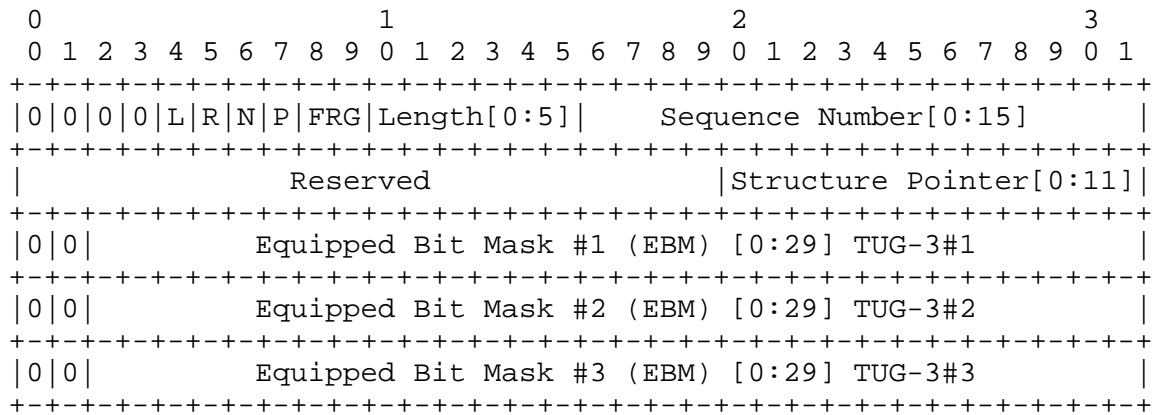 0                   1                   2                   3
 0 1 2 3 4 5 6 7 8 9 0 1 2 3 4 5 6 7 8 9 0 1 2 3 4 5 6 7 8 9 0 1
+-+-+-+-+-+-+-+-+-+-+-+-+-+-+-+-+-+-+-+-+-+-+-+-+-+-+-+-+-+-+-+-+
|0|0|0|0|L|R|N|P|FRG|Length[0:5]|    Sequence Number[0:15]      |
+-+-+-+-+-+-+-+-+-+-+-+-+-+-+-+-+-+-+-+-+-+-+-+-+-+-+-+-+-+-+-+-+
|               Reserved                |Structure Pointer[0:11]|
+-+-+-+-+-+-+-+-+-+-+-+-+-+-+-+-+-+-+-+-+-+-+-+-+-+-+-+-+-+-+-+-+
|0|0|         Equipped Bit Mask #1 (EBM) [0:29] TUG-3#1         |
+-+-+-+-+-+-+-+-+-+-+-+-+-+-+-+-+-+-+-+-+-+-+-+-+-+-+-+-+-+-+-+-+
|0|0|         Equipped Bit Mask #2 (EBM) [0:29] TUG-3#2         |
+-+-+-+-+-+-+-+-+-+-+-+-+-+-+-+-+-+-+-+-+-+-+-+-+-+-+-+-+-+-+-+-+
|0|0|         Equipped Bit Mask #3 (EBM) [0:29] TUG-3#3         |
+-+-+-+-+-+-+-+-+-+-+-+-+-+-+-+-+-+-+-+-+-+-+-+-+-+-+-+-+-+-+-+-+